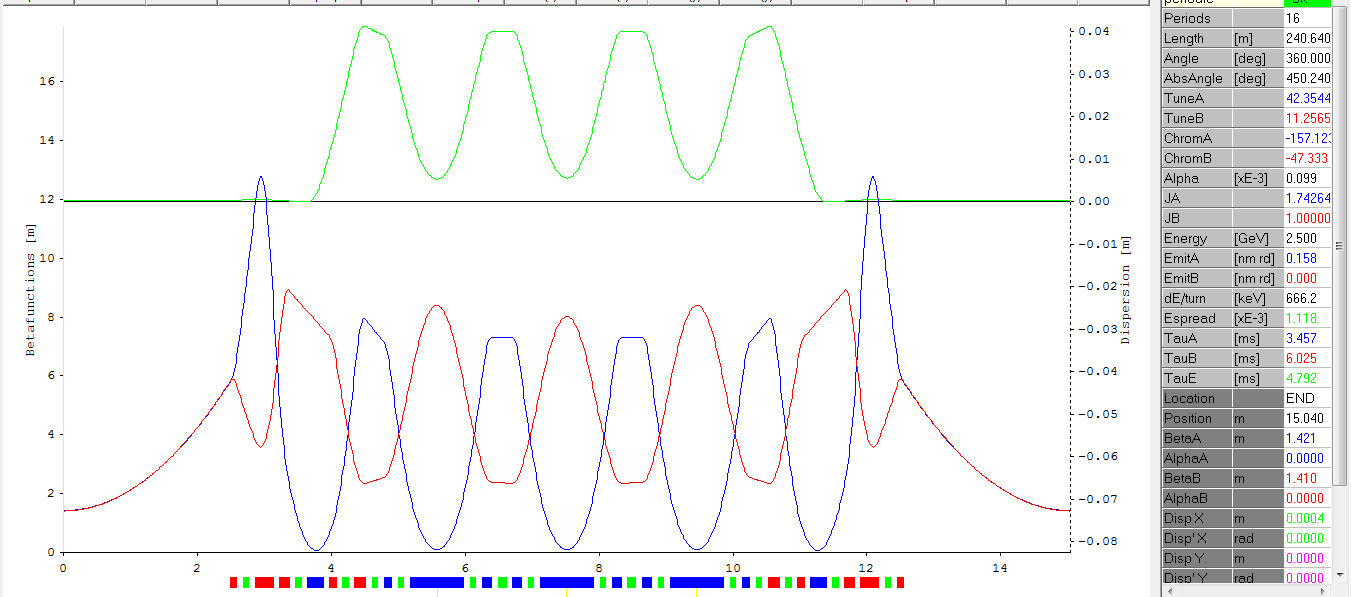 Periods 16
Length [m] 240.640
Angle [deg] 360.000
AbsAngle [deg] 450.240
TuneA 42.3544
TuneB 11.2565
ChromA -157.123
ChromB -47.333
Alpha [xE-3] 0.099
JA 1.74264
JB 1.00000
Energy [GeV] 2.500
EmitA [nm rd] 0.158
EmitB [nm rd] 0.000
dE/turn [keV] 666.2
Espread [xE-3] 1.118
TauA [ms] 3.457
TauB [ms] 6.025
TauE [ms] 4.792
Location END
Position m 15.040
BetaA m 1.421
AlphaA 0.0000
BetaB m 1.410
AlphaB 0.0000
Disp X m 0.0004
Disp' X rad 0.0000
Disp Y. m 0.0000
Disp' Y rad 0.0000
Betafunctions [m]
16
14
12
10
8
6
4
2
0
0 2 4 6 8 10 12 14
Dispersion [m]
0.04
0.03
0.02
0.01
0.00
-0.01
-0.02
-0.03
-0.04
-0.05
-0.06
-0.07
-0.08